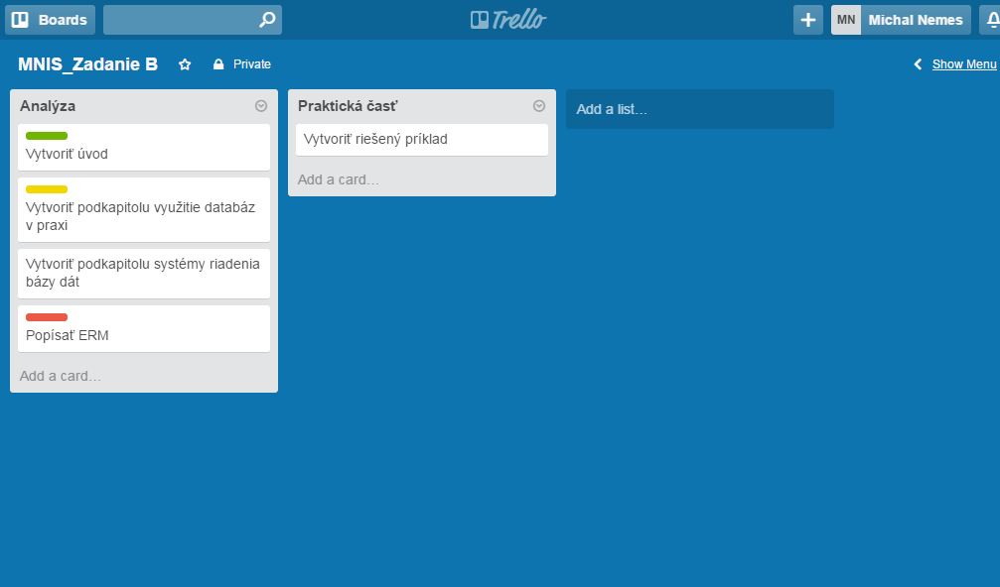 Boards
Trello
MN Michal Nemes
MNIS_Zadanie B
Private
Show Menu
Analýza
Vytvoriť úvod
Vytvoriť podkapitolu využitie databáz
v praxi
Vytvoriť podkapitolu systémy riadenia
bázy dát
Popísať ERM
Add a card…
Praktická časť
Vytvoriť riešený príklad
Add a card…
Add a list…